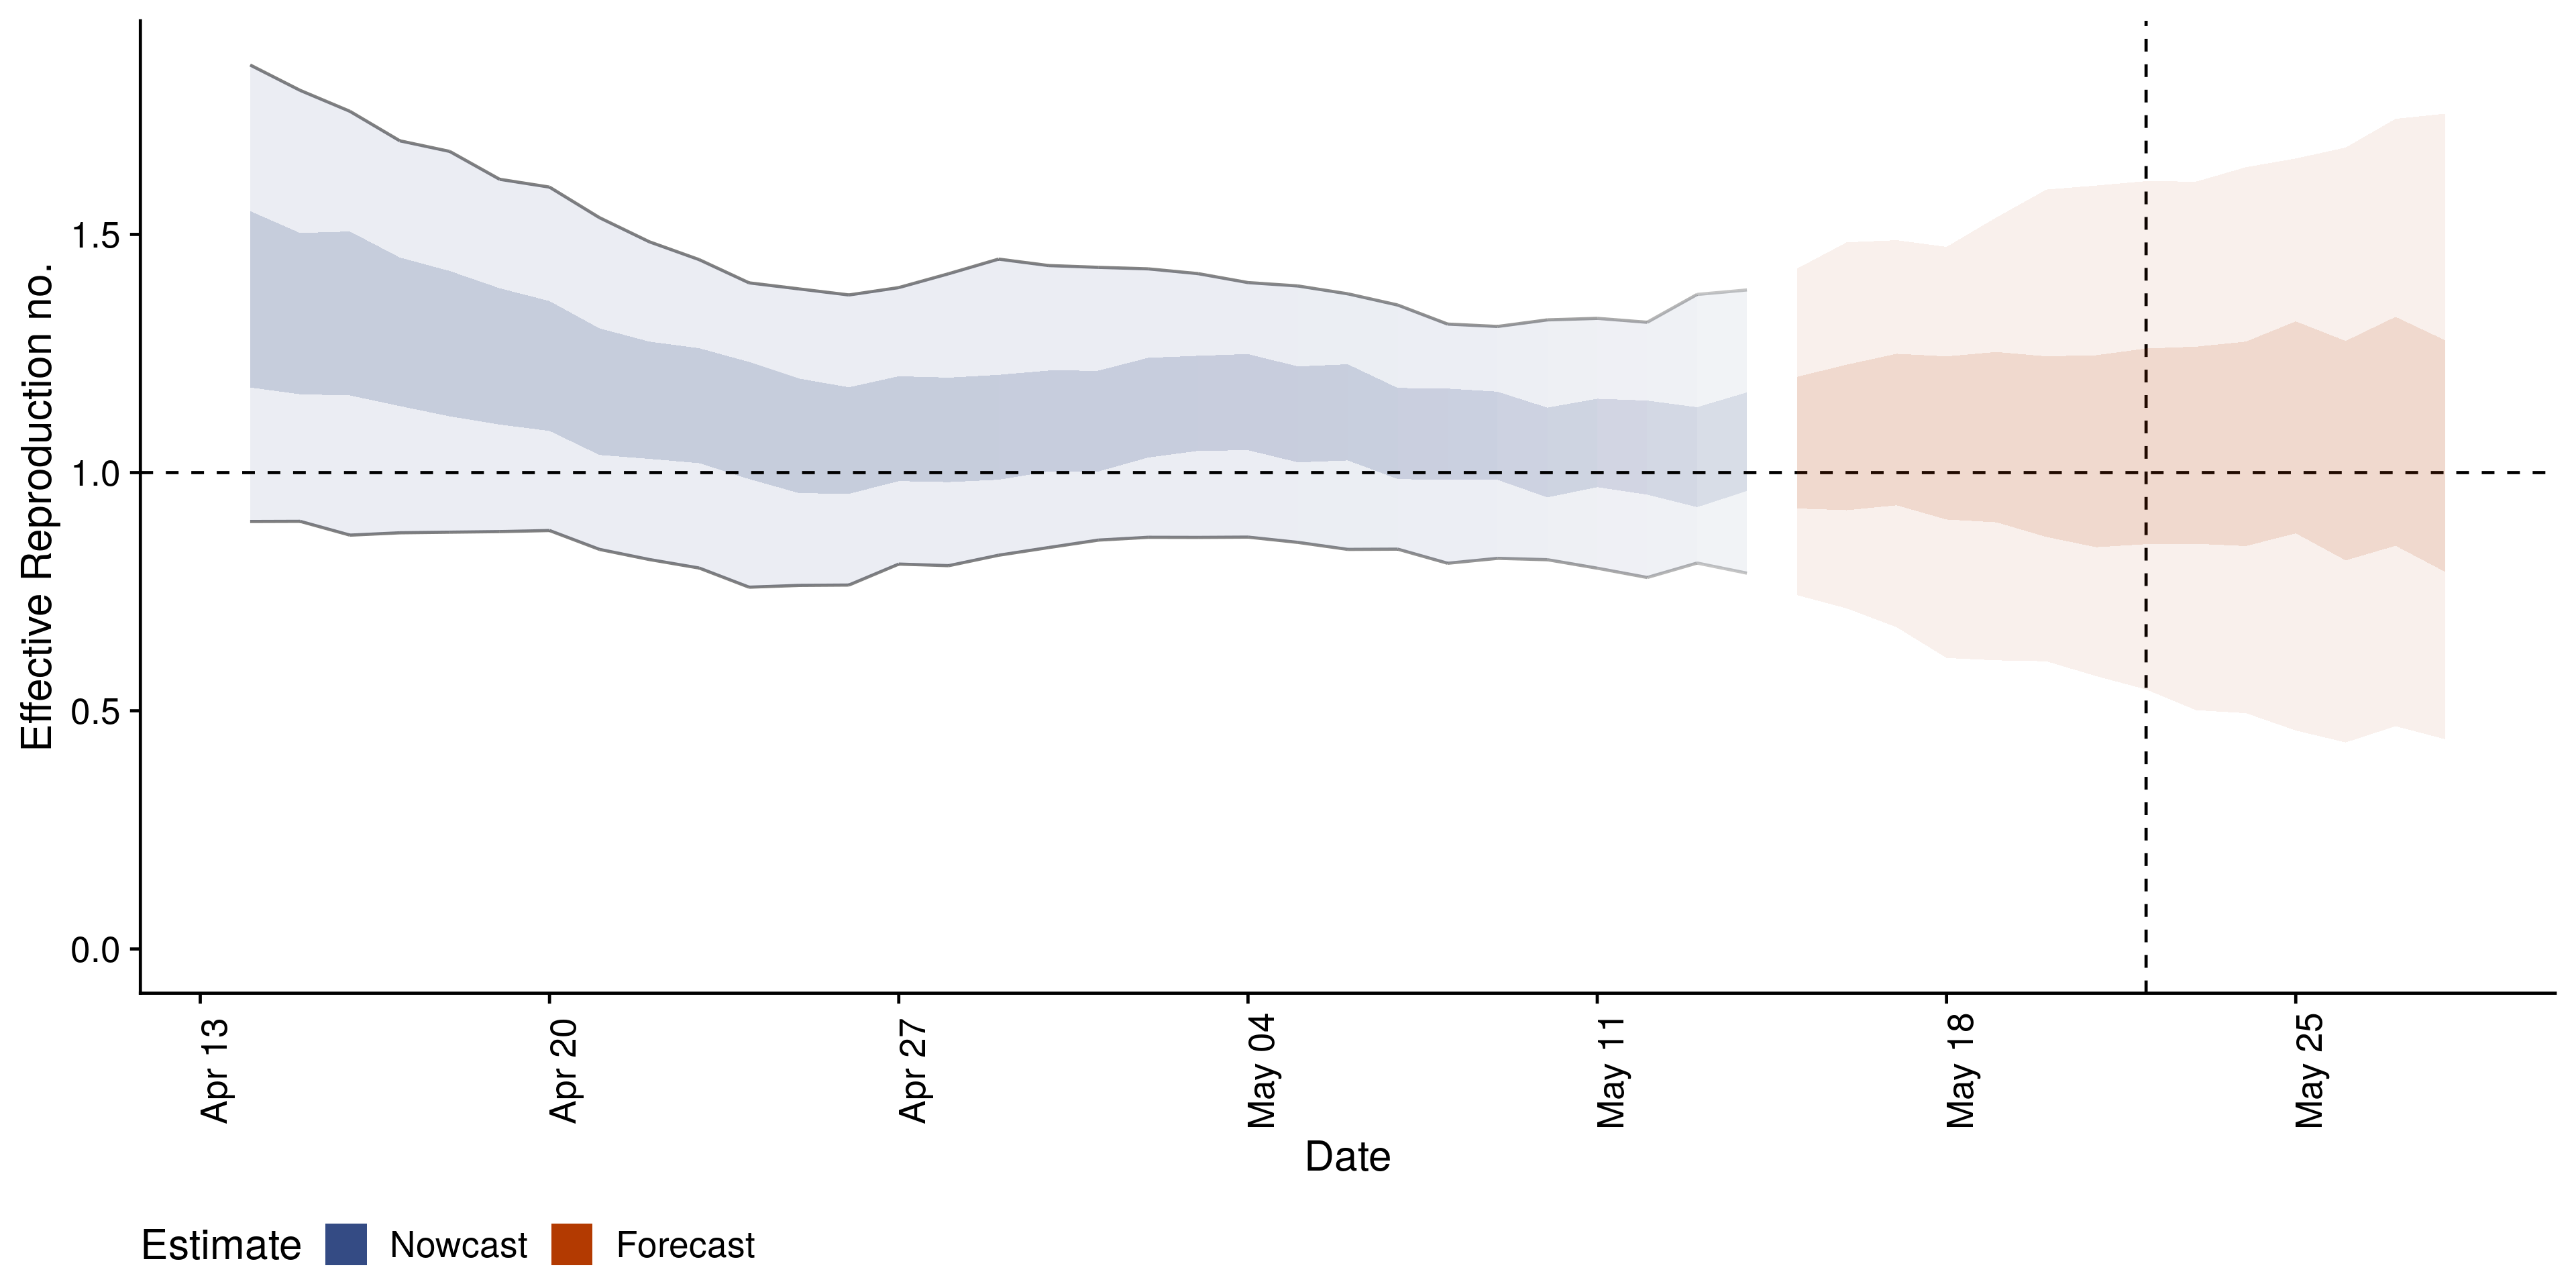 Effective Reproduction no.
1.5
1.0
0.5
0.0
Apr 13
Apr 20
Apr 27
May 04
May 11
May 18
May 25
Date
Estimate Nowcast Forecast